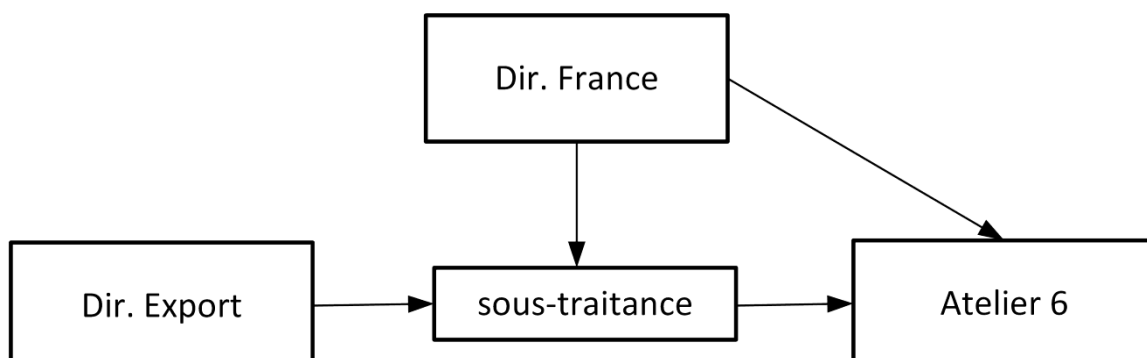 Dir. France
Dir. Export
sous-traitance
Atelier 6